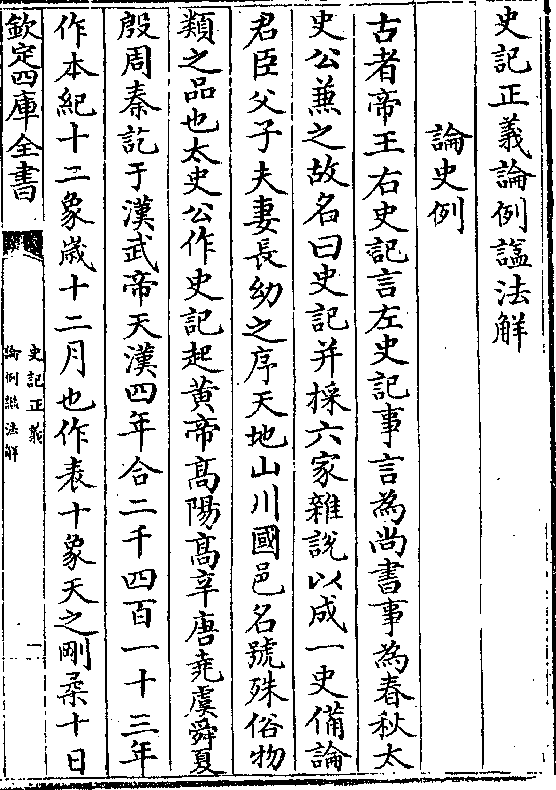 史記正義論例諡法解
論史例
古者帝王右史記言左史記事言為尚書事為春秋太
史公兼之故名曰史記并採六家雜說以成一史備論
君臣父子夫妻長幼之序天地山川國邑名號殊俗物
類之品也太史公作史記起黄帝髙陽髙辛唐堯虞舜夏
殷周秦訖于漢武帝天漢四年合二千四百一十三年
作本紀十二象歲十二月也作表十象天之剛柔十日
欽定四庫全書
史記正義
論例諡法解
一